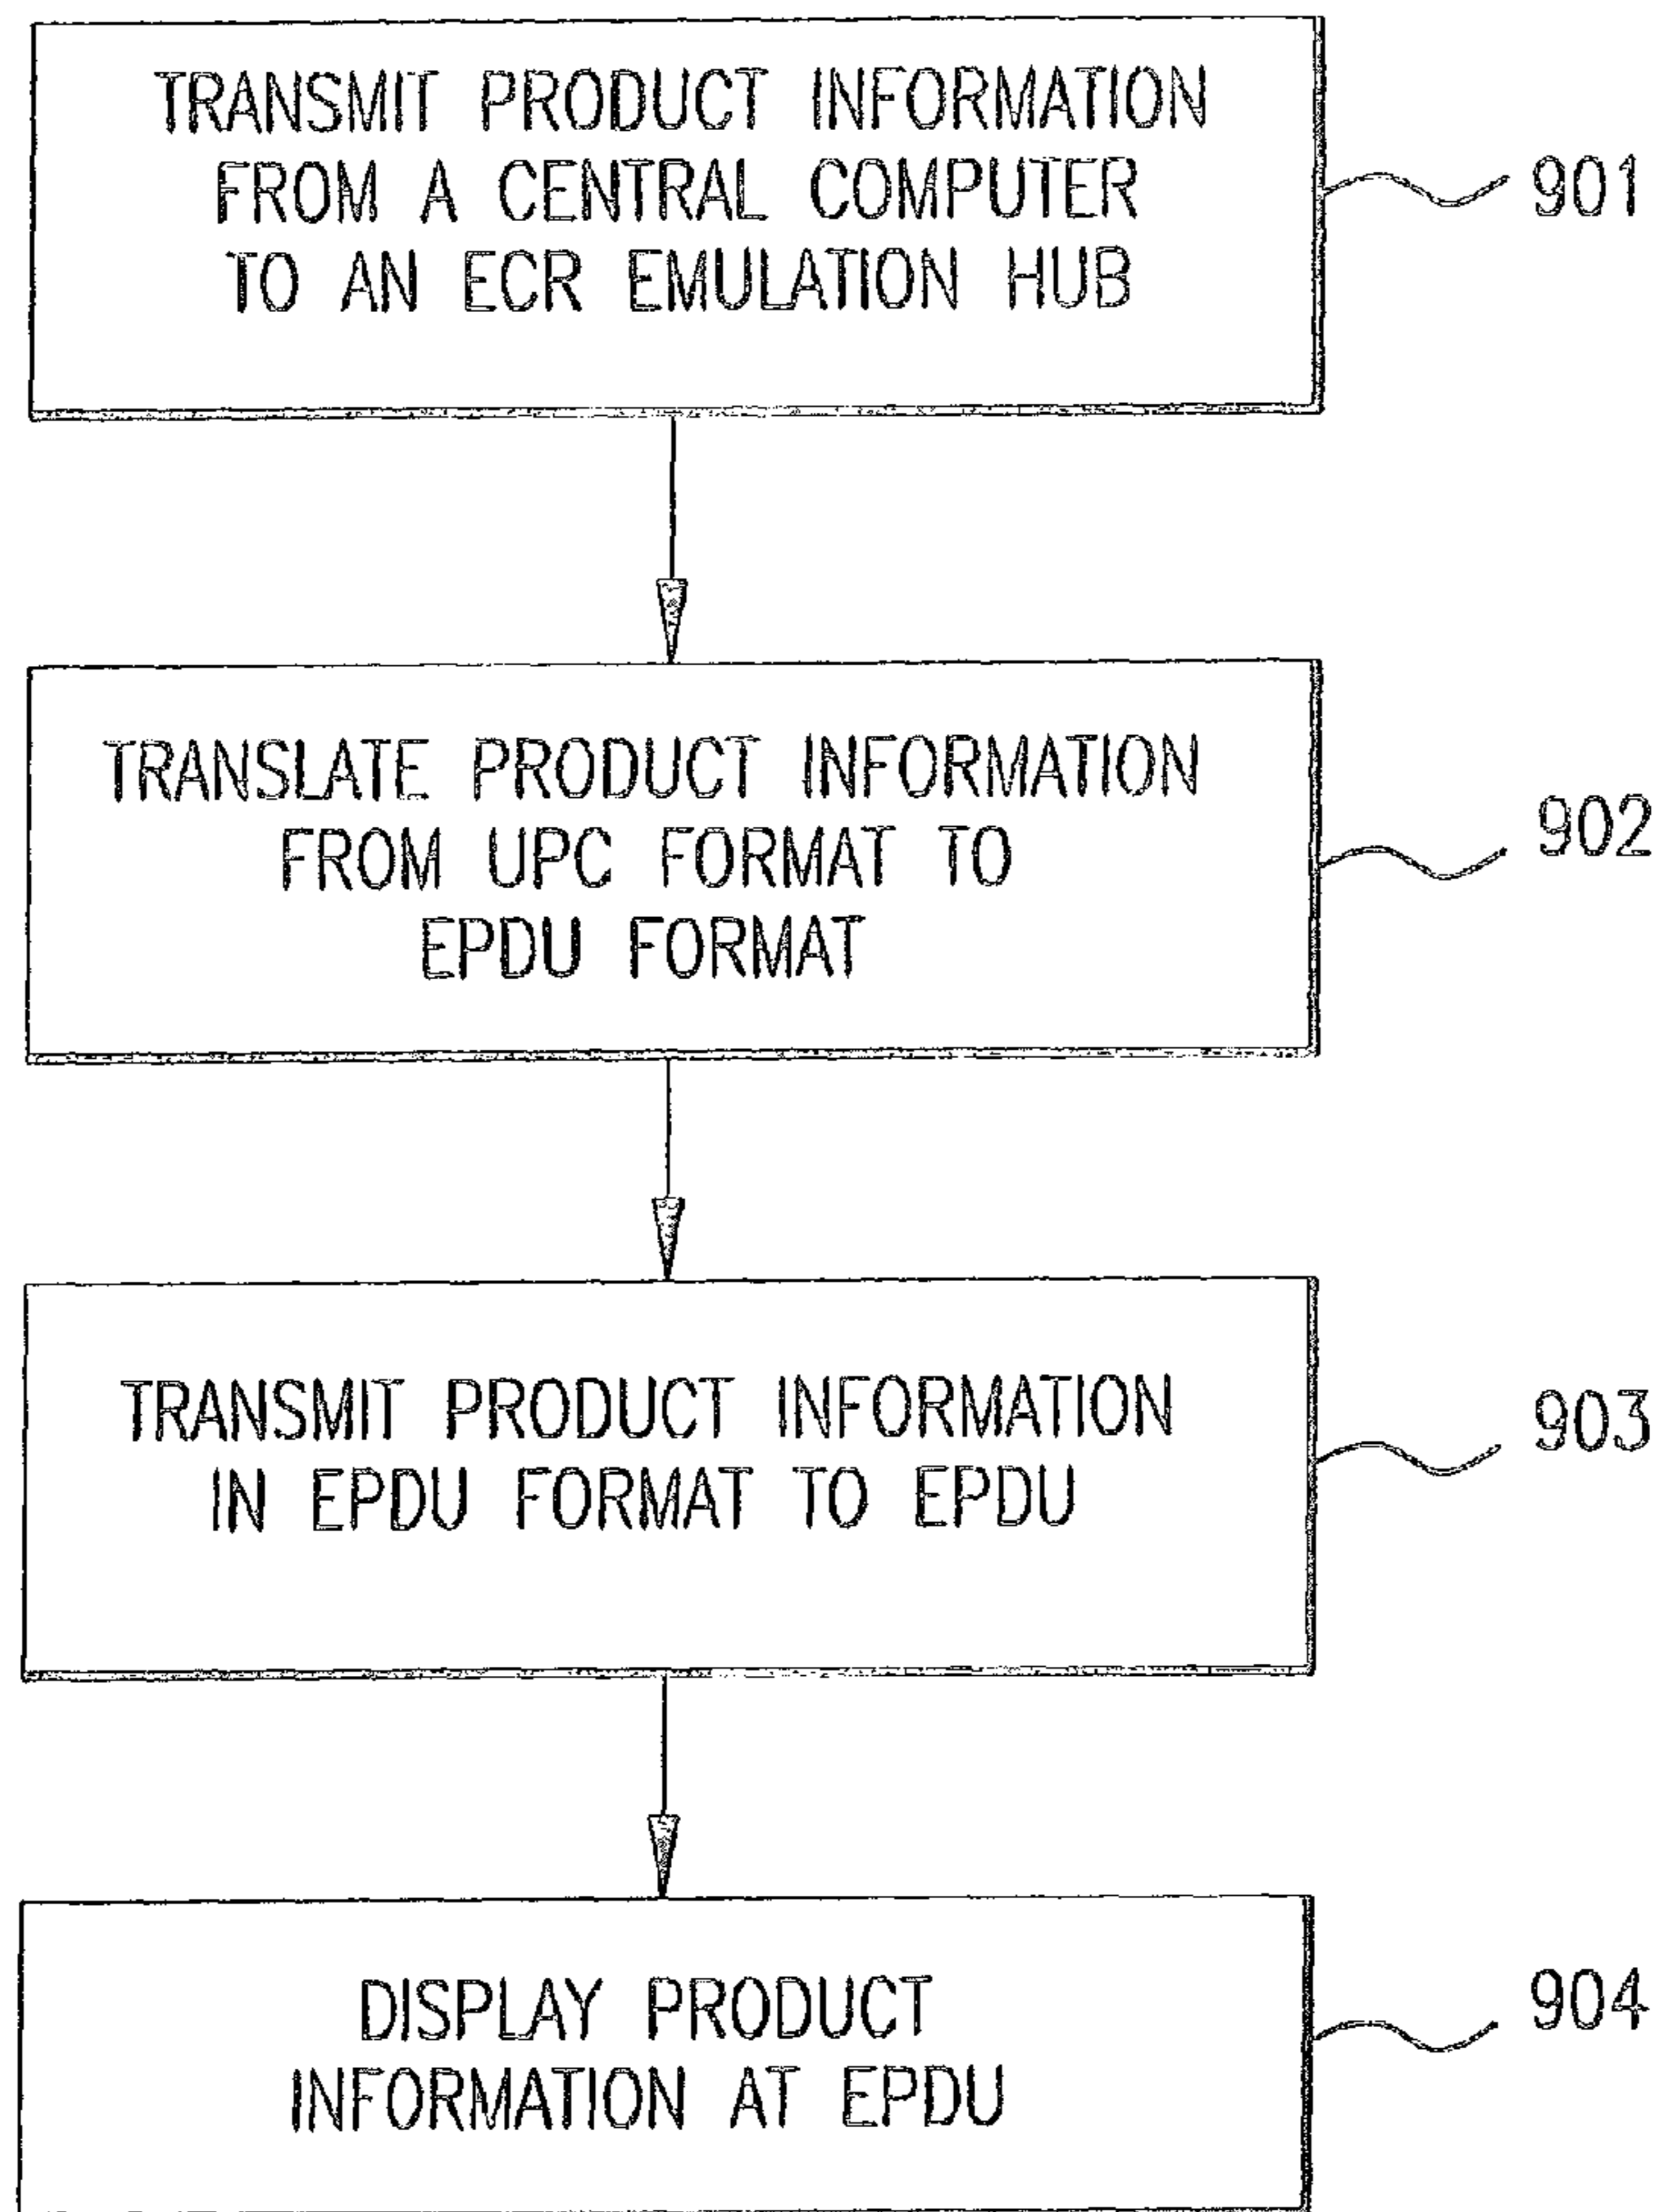 TRANSMIT PRODUCT INFORMATION
FROM A CENTRAL COMPUTER
TO AN ECR EMULATION HUB
901
TRANSLATE PRODUCT INFORMATION
FROM UPC FORMAT TO
EPDU FORMAT
902
TRANSMIT PRODUCT INFORMATION
IN EPDU FORMAT TO EPDU
903
DISPLAY PRODUCT
INFORMATION AT EPDU
904